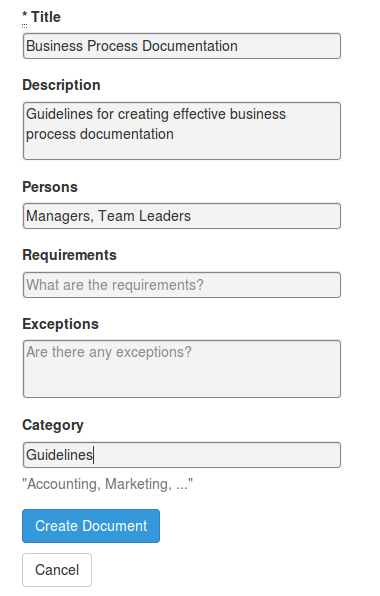 * Title
Business Process Documentation
Description
Guidelines for creating effective business
process documentation
Persons
Managers, Team Leaders
Requirements
What are the requirements?
Exceptions
Are there any exceptions?
Category
Guidelines
"Accounting, Marketing, ..."
Create Document
Cancel